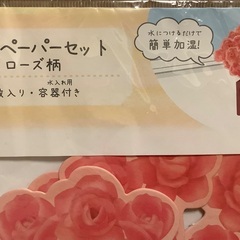 ペーパーセット
ローズ柄
水入れ用
枚入り・容器付き
水につけるだけで
簡単加湿!